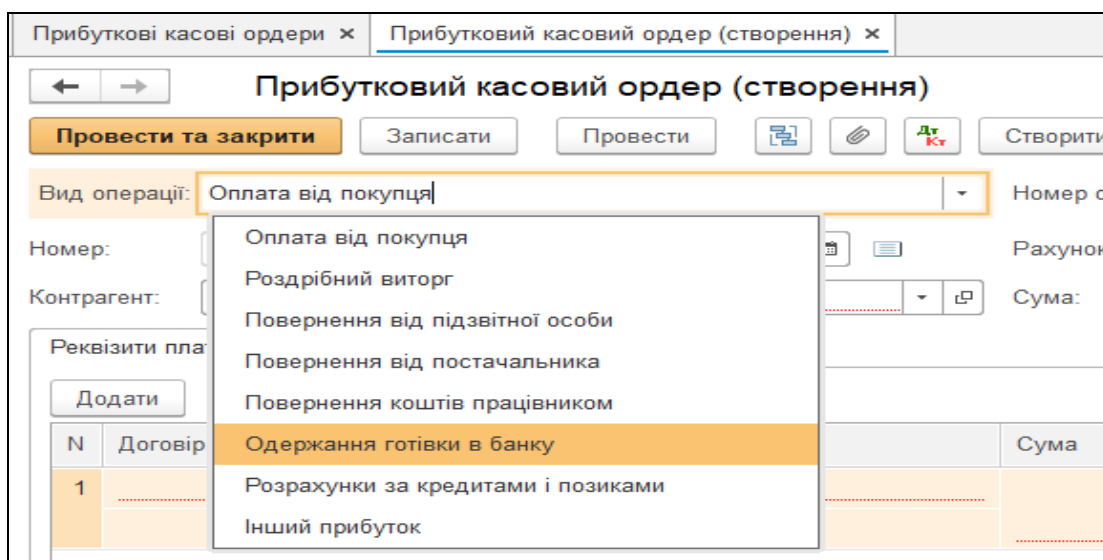 Прибуткові касові ордери × Прибутковий касовий ордер (створення) ×
Прибутковий касовий ордер (створення)
Провести та закрити Записати Провести Дт Кт Створити
Вид операції: Оплата від покупця Номер
Оплата від покупця
Номер: Рахунок
Роздрібний виторг
Контрагент: Сума:
Повернення від підзвітної особи
Реквізити
Повернення від постачальника
Додати Повернення коштів працівником
N Договір Одержання готівки в банку Сума
1 Розрахунки за кредитами і позиками
Інший прибуток